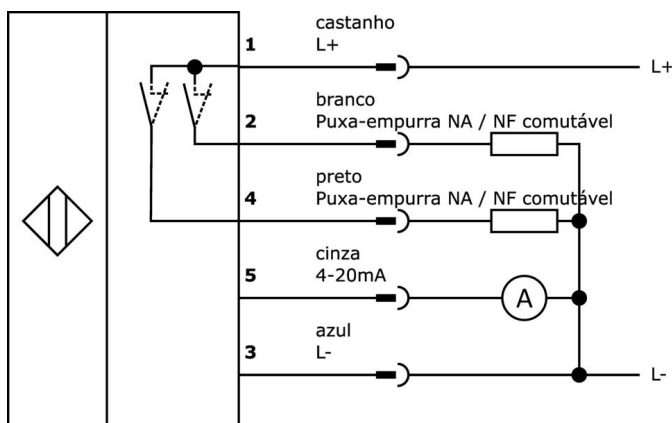 castanho
1 L+
L+
branco
2 Puxa-empurra NA / NF comutável
preto
4 Puxa-empurra NA / NF comutável
cinza
5 4-20mA
A
azul
3 L-
L-